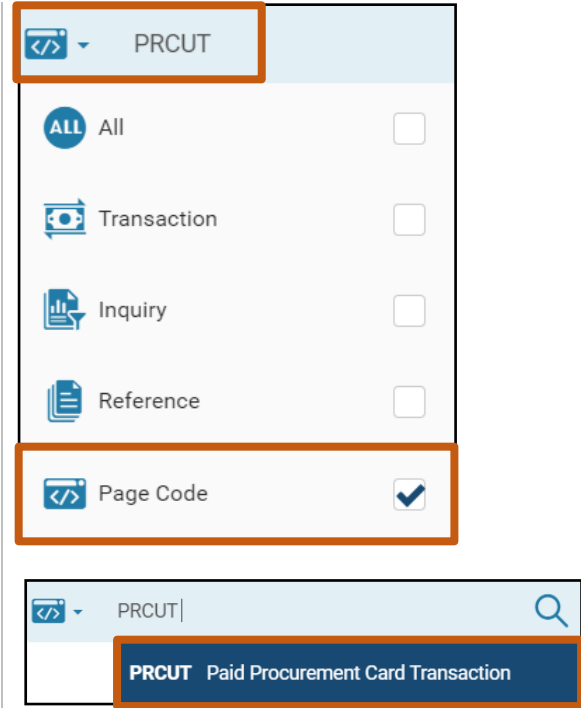 PRCUT
ALL All
Transaction
Inquiry
Reference
Page Code
PRCUT
PRCUT Paid Procurement Card Transaction